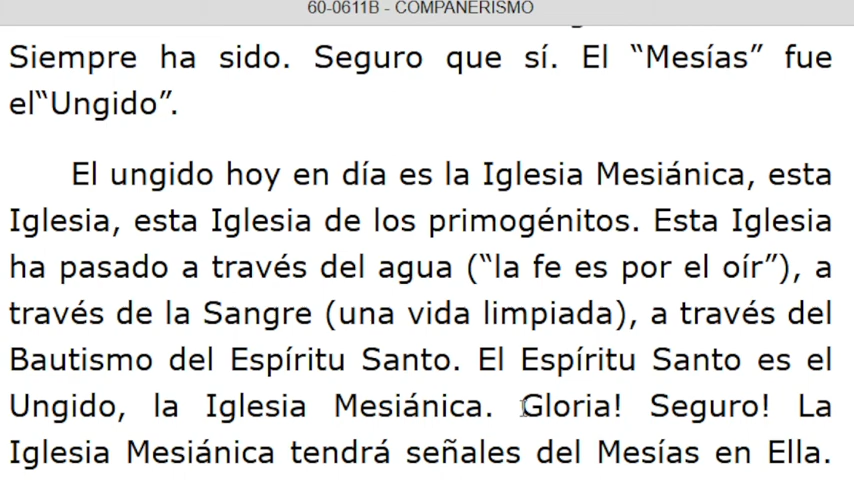 60-0611B - COMPAÑERISMO
Siempre ha sido. Seguro que sí. El “Mesías” fue
el“Ungido”.
El ungido hoy en día es la Iglesia Mesiánica, esta
Iglesia, esta Iglesia de los primogénitos. Esta Iglesia
ha pasado a través del agua (“la fe es por el oír”), a
través de la Sangre (una vida limpiada), a través del
Bautismo del Espíritu Santo. El Espíritu Santo es el
Ungido, la Iglesia Mesiánica. Gloria! Seguro! La
Iglesia Mesiánica tendrá señales del Mesías en Ella.